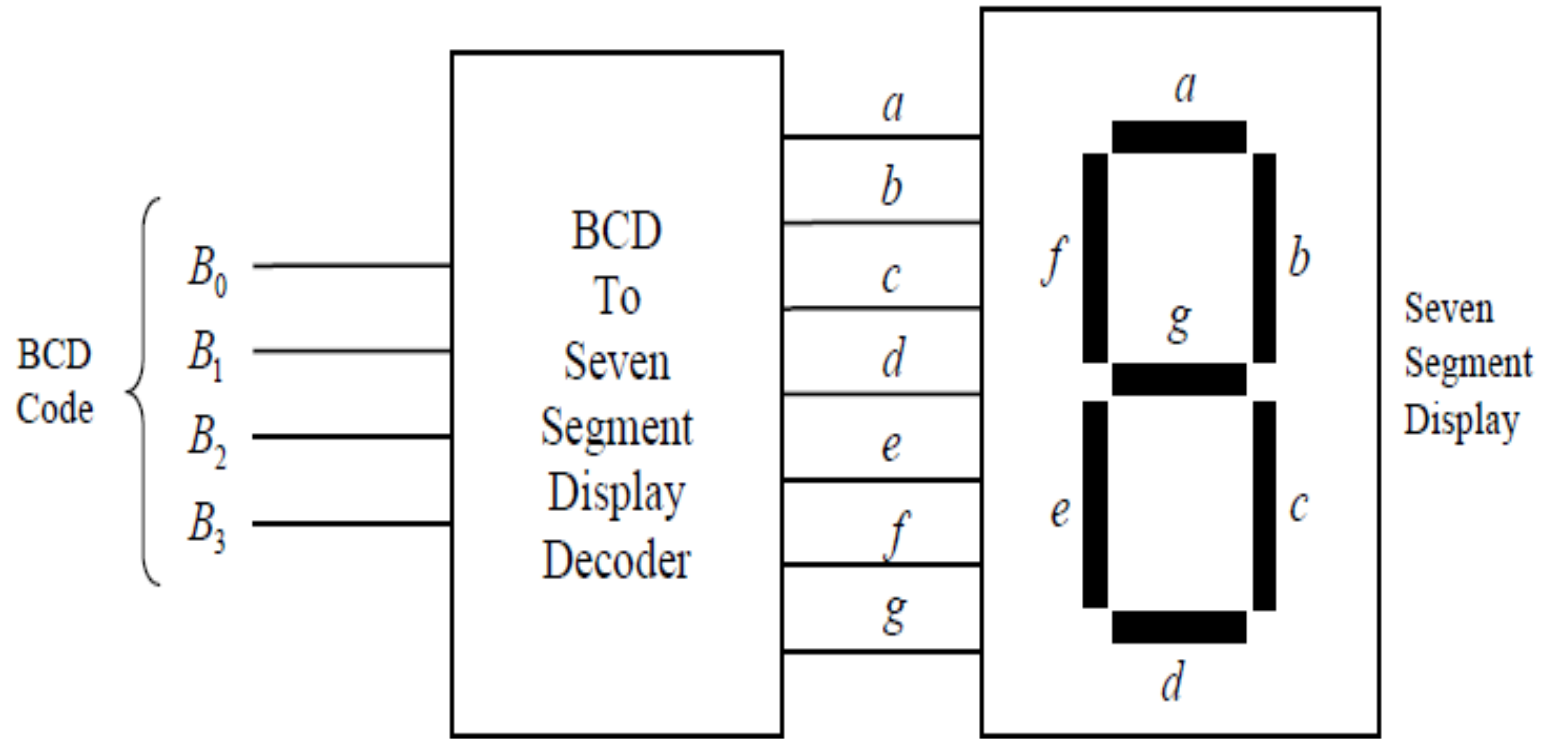 BCD
Code
B₀
B₁
B₂
B₃
BCD
To
Seven
Segment
Display
Decoder
a
b
c
d
e
f
g
a
f
b
g
e
c
d
Seven
Segment
Display